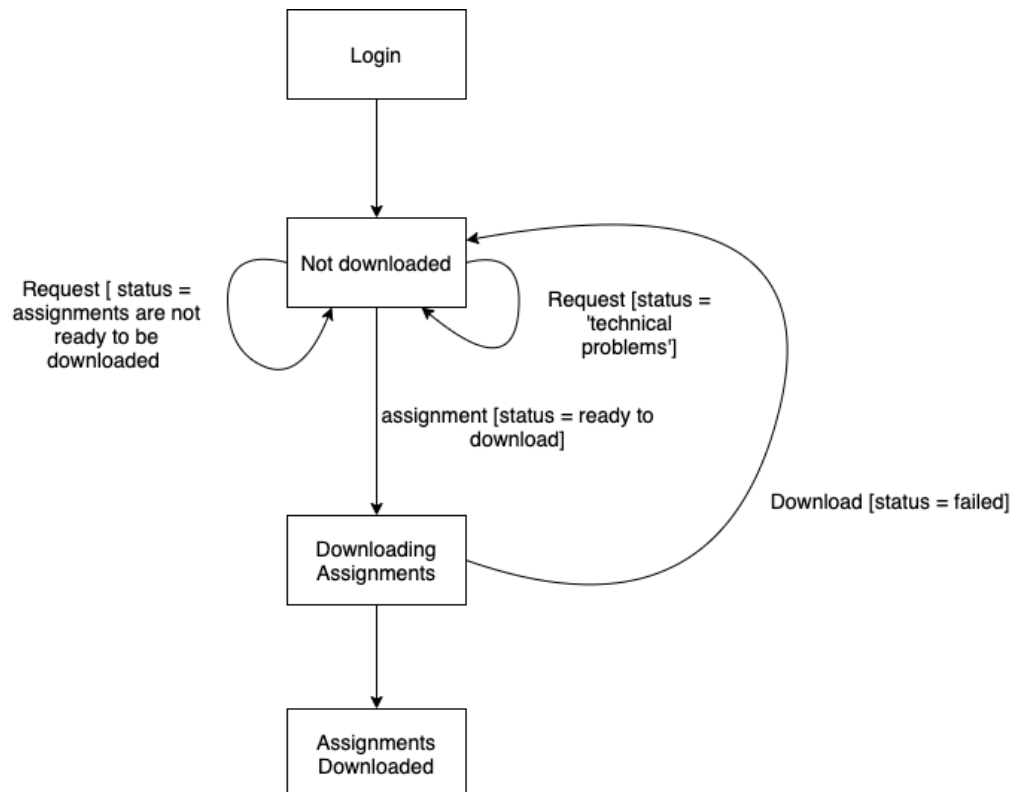 Login
Not downloaded
Request [ status =
assignments are not
ready to be
downloaded
Request [status =
'technical
problems']
assignment [status = ready to
download]
Download [status = failed]
Downloading
Assignments
Assignments
Downloaded